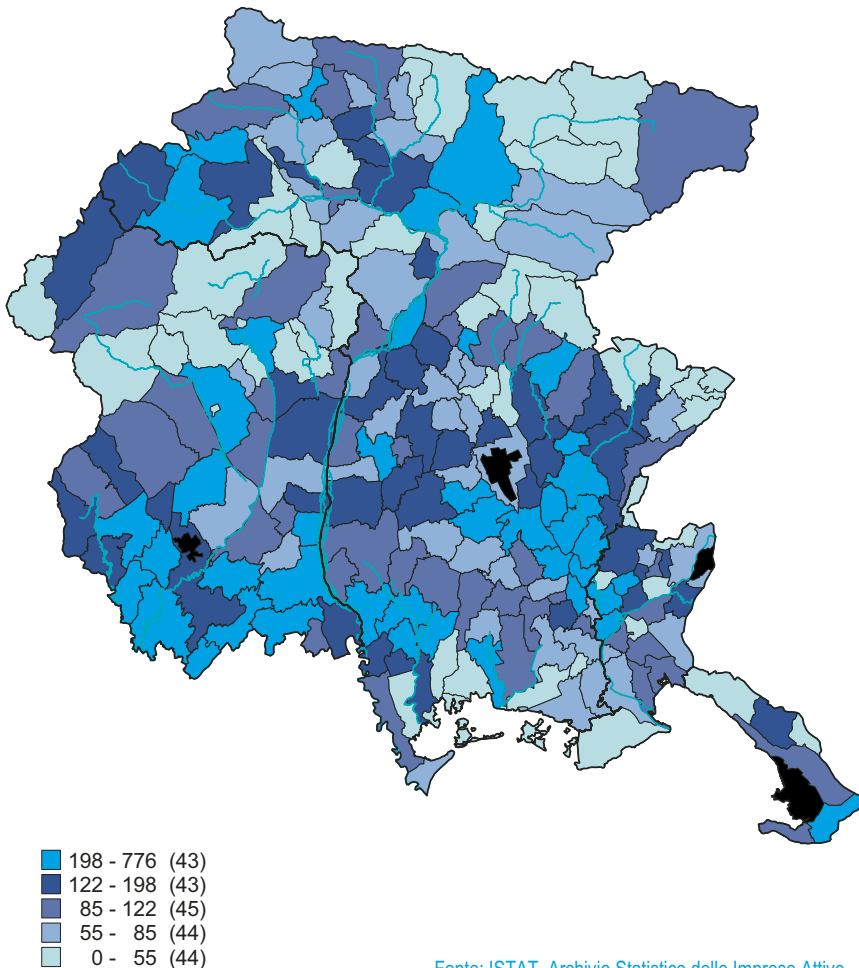 198 - 776 (43)
122 - 198 (43)
85 - 122 (45)
55 - 85 (44)
0 - 55 (44)
Fonte: ISTAT, Archivio Statistico delle Imprese Attive